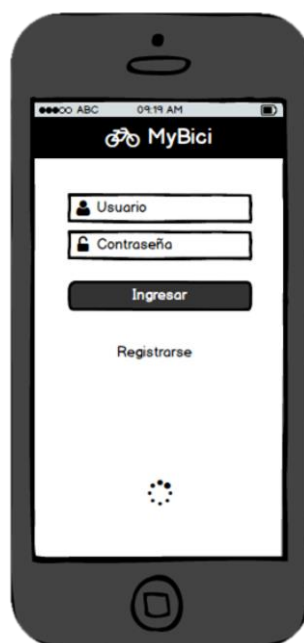 ABC 09:19 AM
MyBici
Usuario
Contraseña
Ingresar
Registrarse